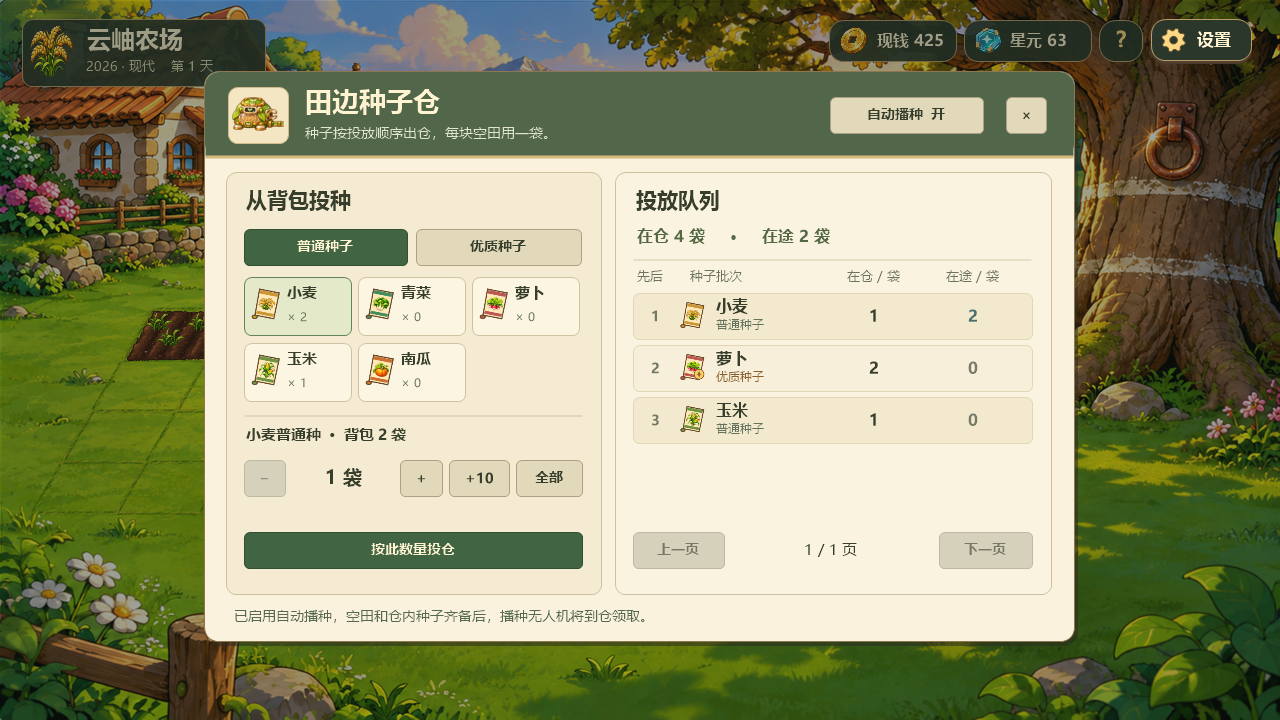 云岫农场
2026 · 现代 第 1 天
现钱 425
星元 63
?
设置
田边种子仓
种子按投放顺序出仓，每块空田用一袋。
自动播种 开
×
从背包投种
普通种子
优质种子
小麦
× 2
青菜
× 0
萝卜
× 0
玉米
× 1
南瓜
× 0
小麦普通种 • 背包 2 袋
−
1 袋
+
+10
全部
按此数量投仓
投放队列
在仓 4 袋 • 在途 2 袋
先后 种子批次 在仓 / 袋 在途 / 袋
1 小麦 1 2
普通种子
2 萝卜 2 0
优质种子
3 玉米 1 0
普通种子
上一页
1 / 1 页
下一页
已启用自动播种，空田和仓内种子齐备后，播种无人机将到仓领取。